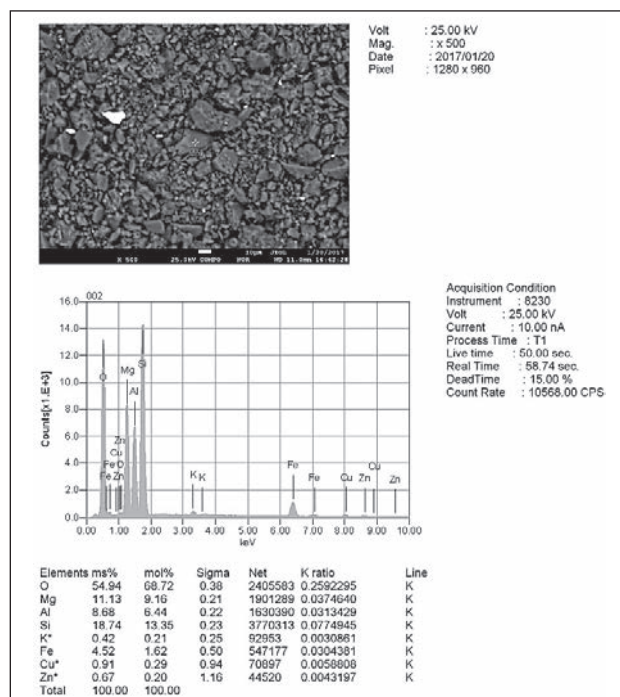 Volt : 25.00 kV
Mag. : x 500
Date : 2017/01/20
Pixel : 1280 x 960
X 500 25.0kV COMPO NOR WD 11.0mm 16:42:24
10µm JEOL 1/20/2017
002
Acquisition Condition
Instrument : 8230
Volt : 25.00 kV
Current : 10.00 nA
Process Time : T1
Live time : 50.00 sec.
Real Time : 58.74 sec.
DeadTime : 15.00 %
Count Rate : 10568.00 CPS
Counts[x1.E+3]
16.0
14.0
12.0
10.0
8.0
6.0
4.0
2.0
0.0
O
Mg
Al
Si
Zn
Cu
Fe O
Fe Zn
K K
Fe
Fe
Cu
Zn
Cu
Zn
0.00 1.00 2.00 3.00 4.00 5.00 6.00 7.00 8.00 9.00 10.00
keV
Elements ms% mol% Sigma Net K ratio Line
O 54.94 68.72 0.38 2405583 0.2592295 K
Mg 11.13 9.16 0.21 1901289 0.0374640 K
Al 8.68 6.44 0.22 1630390 0.0313429 K
Si 18.74 13.35 0.23 3770313 0.0774945 K
K* 0.42 0.21 0.25 92953 0.0030861 K
Fe 4.52 1.62 0.50 547177 0.0304381 K
Cu* 0.91 0.29 0.94 70897 0.0058808 K
Zn* 0.67 0.20 1.16 44520 0.0043197 K
Total 100.00 100.00